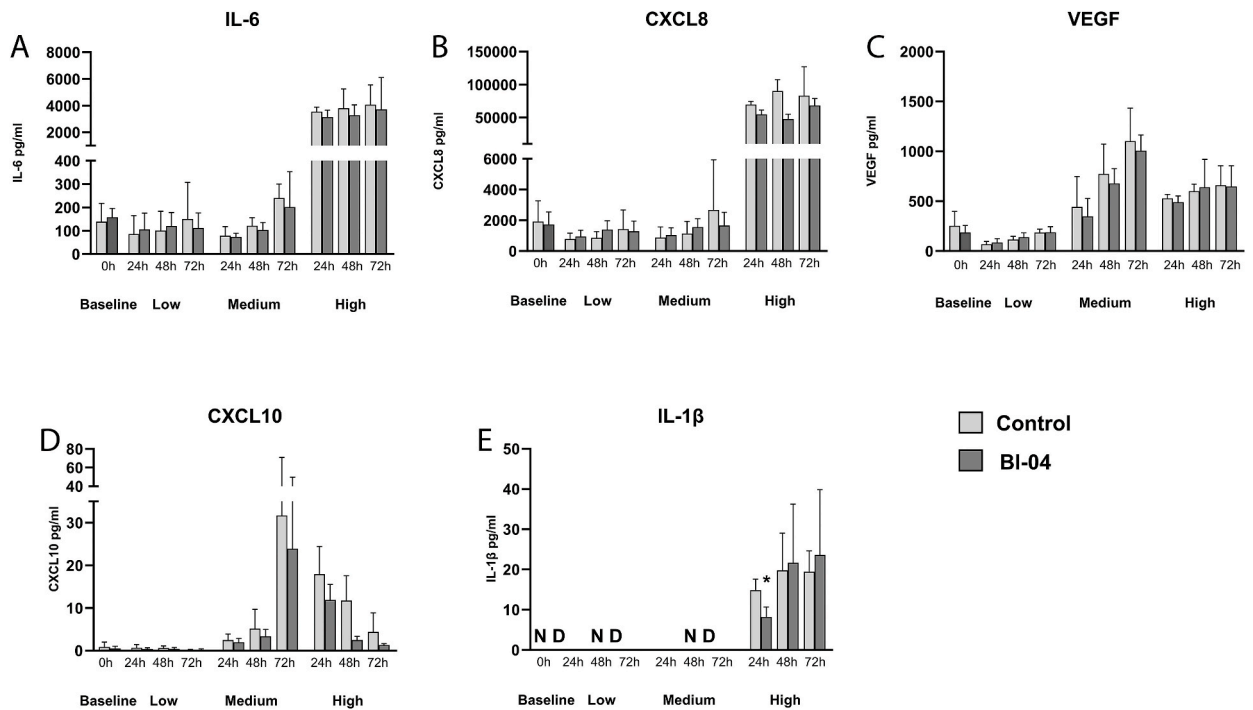 IL-6
A
8000
6000
4000
2000
400
300
200
100
0
IL-6 pg/ml
0h 24h 48h 72h 24h 48h 72h 24h 48h 72h
Baseline Low Medium High
CXCL8
B
150000
100000
50000
6000
4000
2000
0
CXCL8 pg/ml
0h 24h 48h 72h 24h 48h 72h 24h 48h 72h
Baseline Low Medium High
VEGF
C
2000
1500
1000
500
0
VEGF pg/ml
0h 24h 48h 72h 24h 48h 72h 24h 48h 72h
Baseline Low Medium High
CXCL10
D
80
60
40
30
20
10
0
CXCL10 pg/ml
0h 24h 48h 72h 24h 48h 72h 24h 48h 72h
Baseline Low Medium High
IL-1β
E
50
40
30
20
10
0
IL-1β pg/ml
*
N D N D N D
0h 24h 48h 72h 24h 48h 72h 24h 48h 72h
Baseline Low Medium High
Control
Bl-04